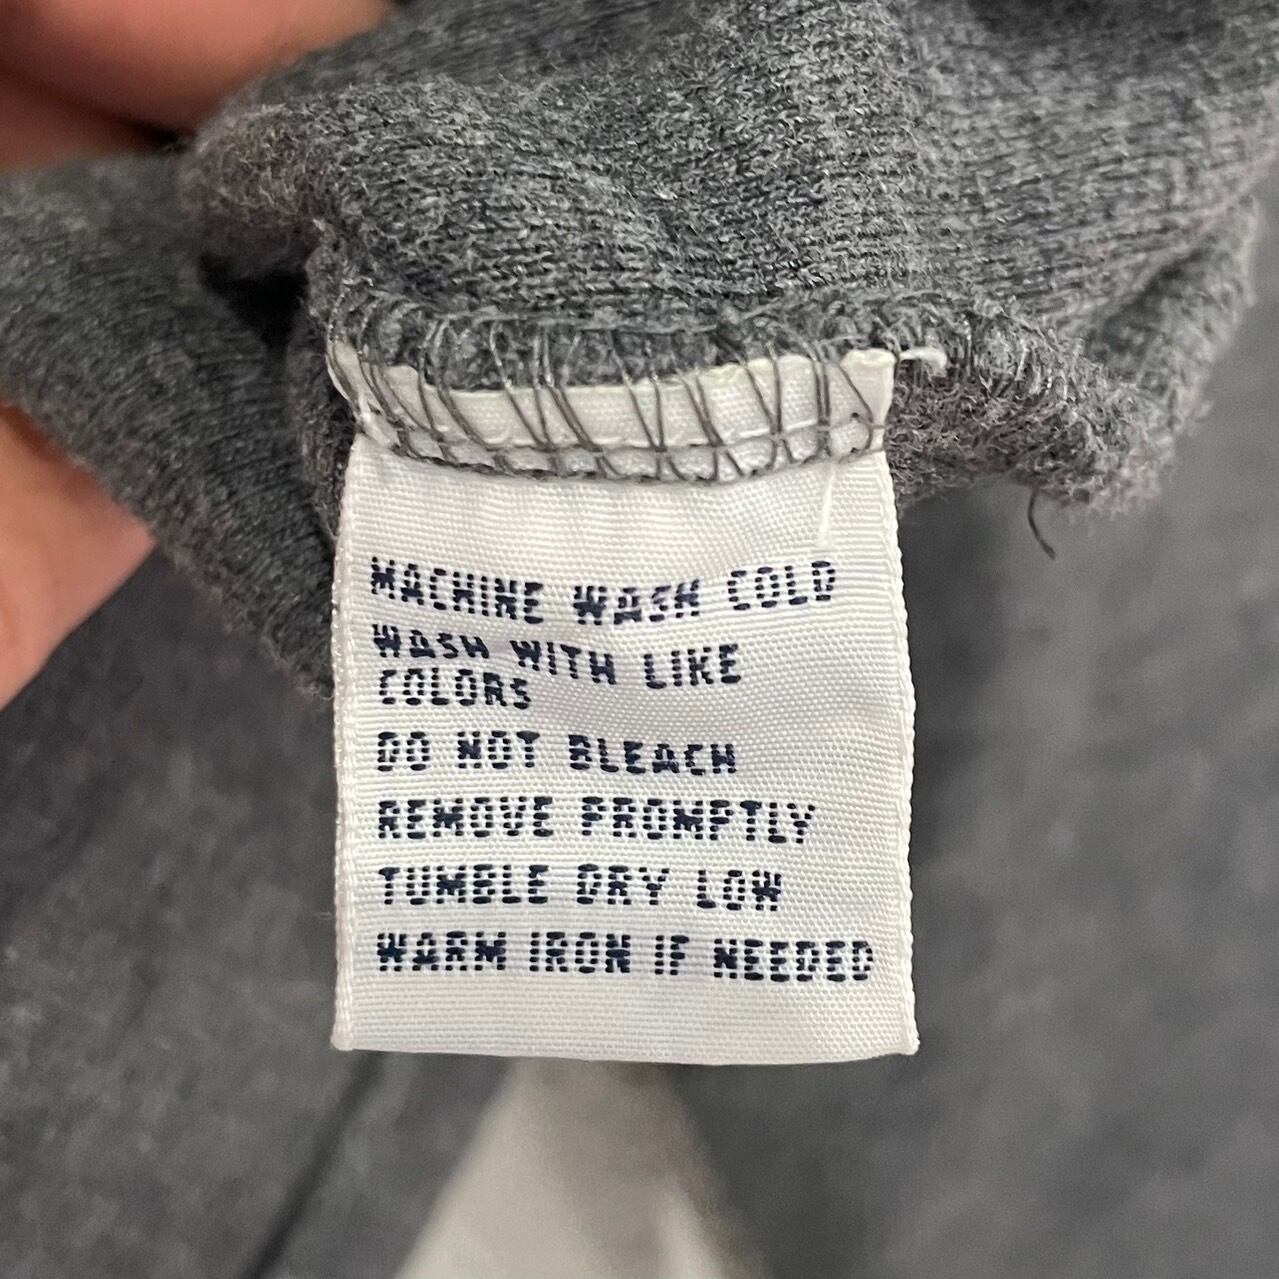 MACHINE WASH COLD
WASH WITH LIKE
COLORS
DO NOT BLEACH
REMOVE PROMPTLY
TUMBLE DRY LOW
WARM IRON IF NEEDED